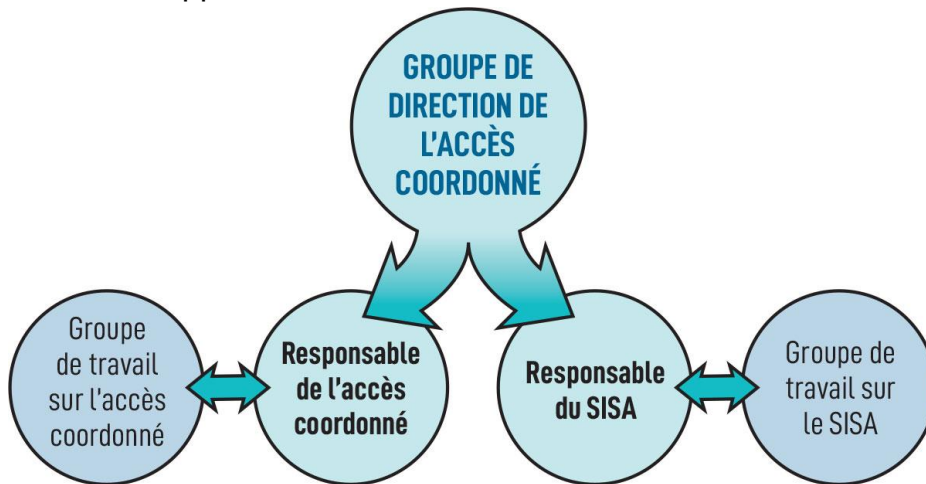 GROUPE DE
DIRECTION DE
L'ACCÈS
COORDONNÉ
Groupe
de travail
sur l'accès
coordonné
Responsable
de l'accès
coordonné
Responsable
du SISA
Groupe de
travail sur
le SISA